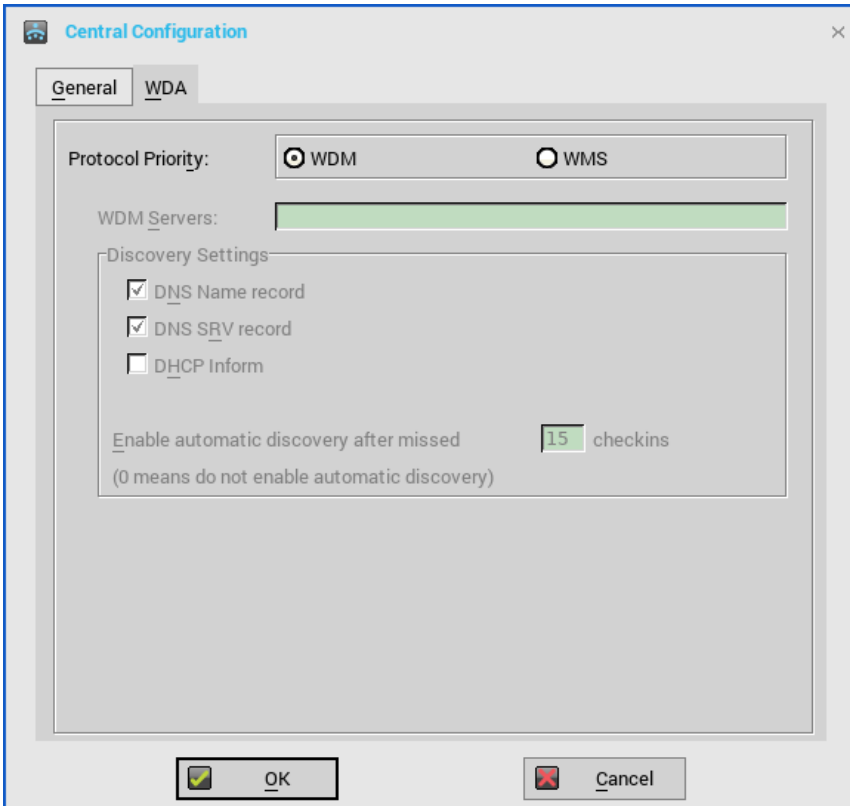 Central Configuration
General WDA
Protocol Priority: WDM WMS
WDM Servers:
Discovery Settings
DNS Name record
DNS SRV record
DHCP Inform
Enable automatic discovery after missed 15 checkins
(0 means do not enable automatic discovery)
OK Cancel